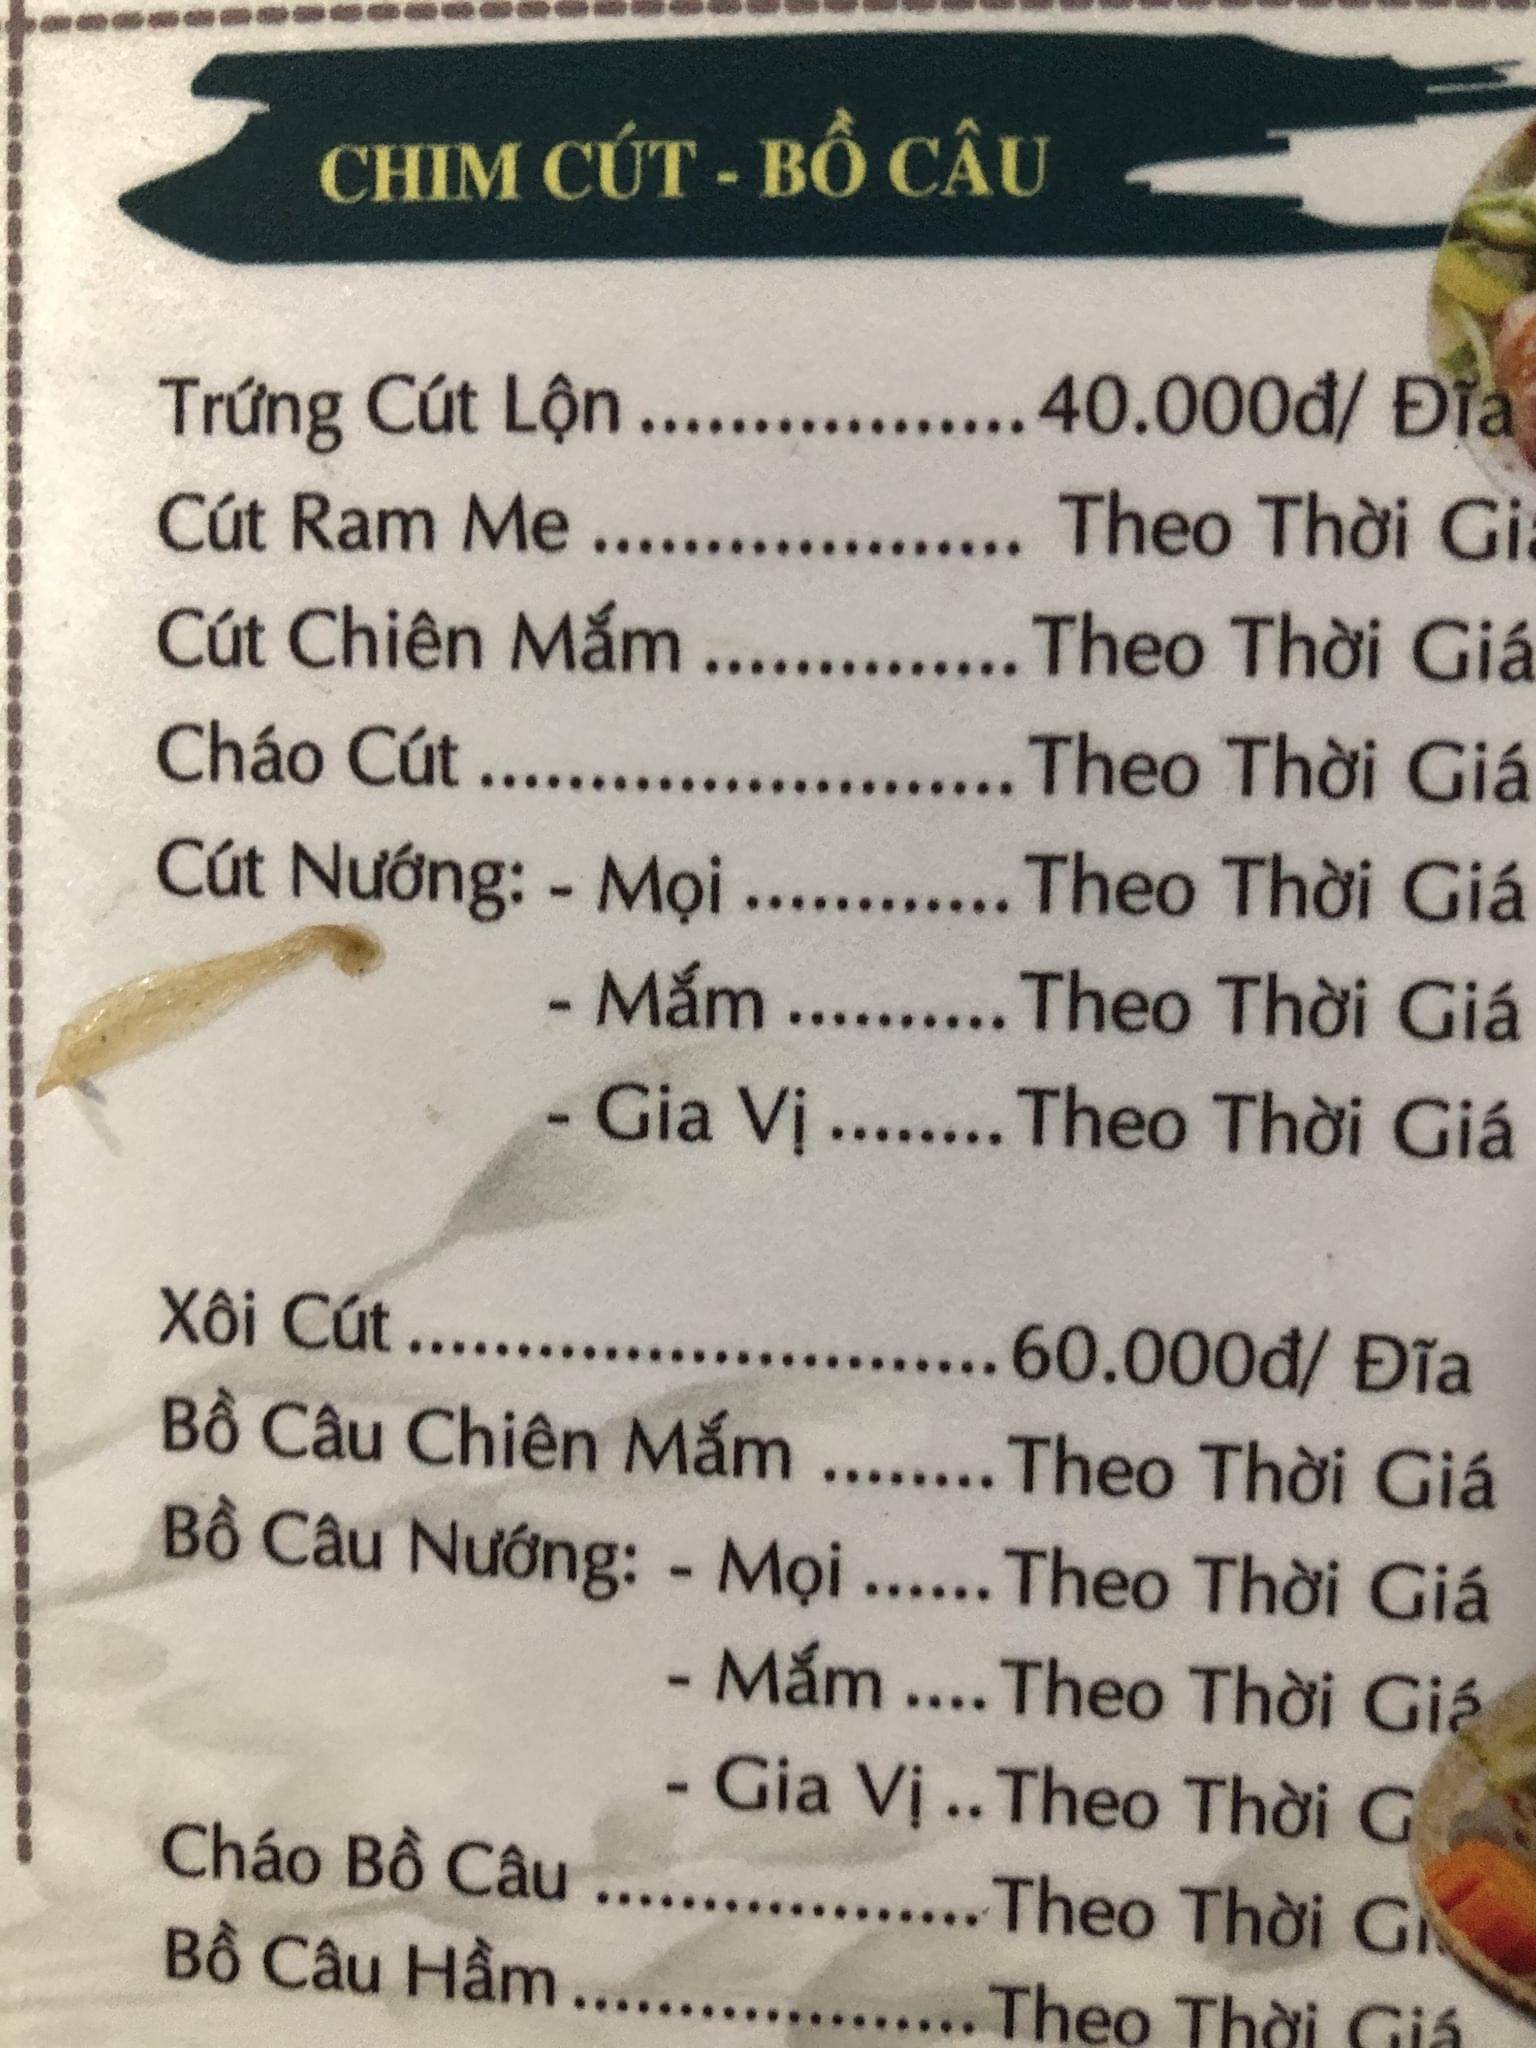 CHIM CÚT - BỒ CÂU
Trứng Cút Lộn ................. 40.000đ/ Đĩa
Cút Ram Me ................... Theo Thời Giá
Cút Chiên Mắm .............. Theo Thời Giá
Cháo Cút ........................ Theo Thời Giá
Cút Nướng: - Mọi ............ Theo Thời Giá
- Mắm .......... Theo Thời Giá
- Gia Vị ........ Theo Thời Giá
Xôi Cút ........................... 60.000đ/ Đĩa
Bồ Câu Chiên Mắm ........ Theo Thời Giá
Bồ Câu Nướng: - Mọi ...... Theo Thời Giá
- Mắm .... Theo Thời Giá
- Gia Vị .. Theo Thời G
Cháo Bồ Câu .................. Theo Thời Gi
Bồ Câu Hầm ................... Theo Thời Giá